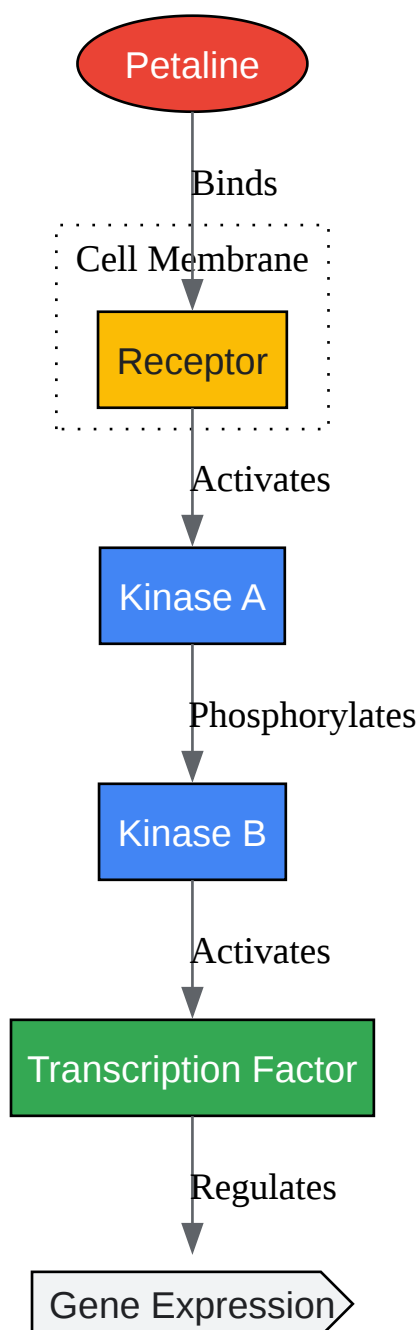 Petaline
Binds
Cell Membrane
Receptor
Activates
Kinase A
Phosphorylates
Kinase B
Activates
Transcription Factor
Regulates
Gene Expression